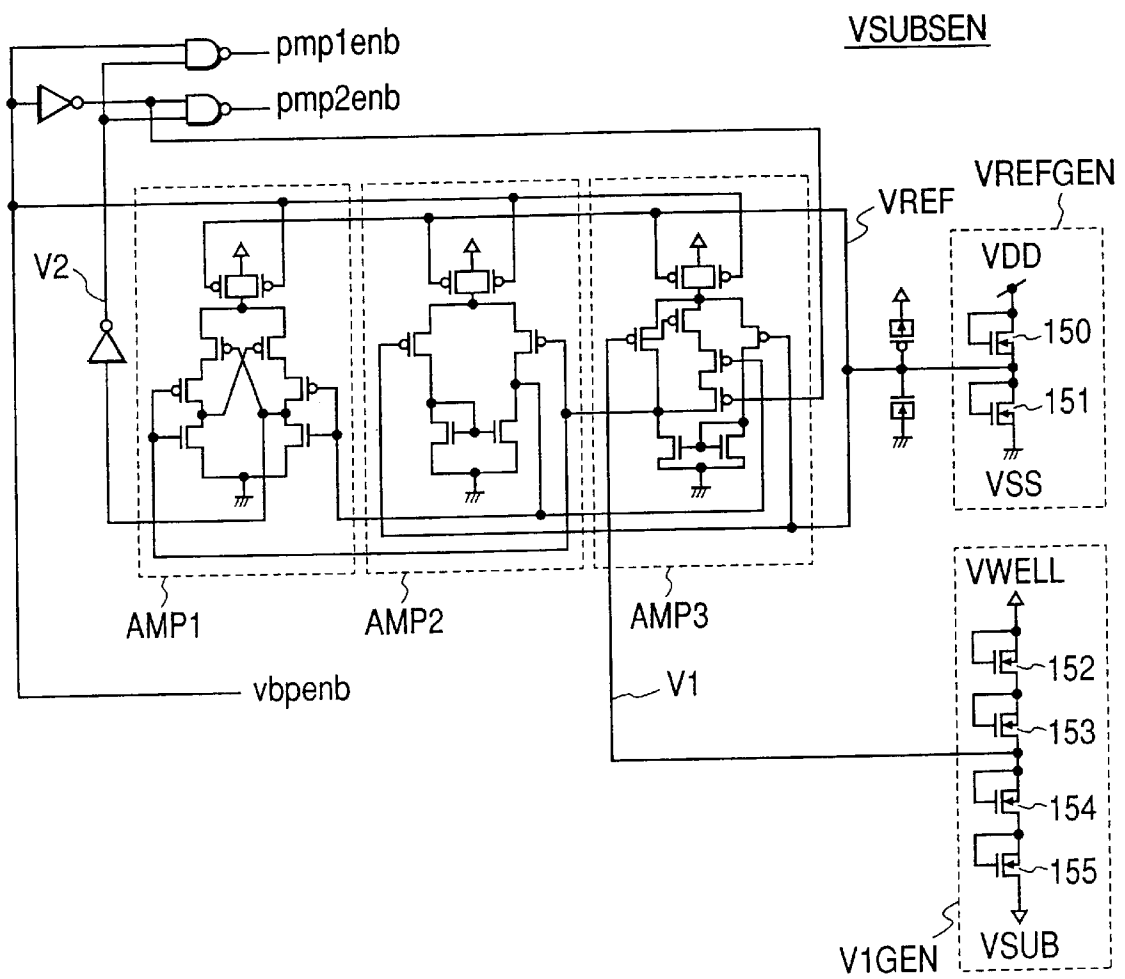 VSUBSEN
pmp1enb
pmp2enb
VREFGEN
VREF
VDD
V2
150
151
VSS
VWELL
AMP1
AMP2
AMP3
152
vbpenb
V1
153
154
155
V1GEN
VSUB